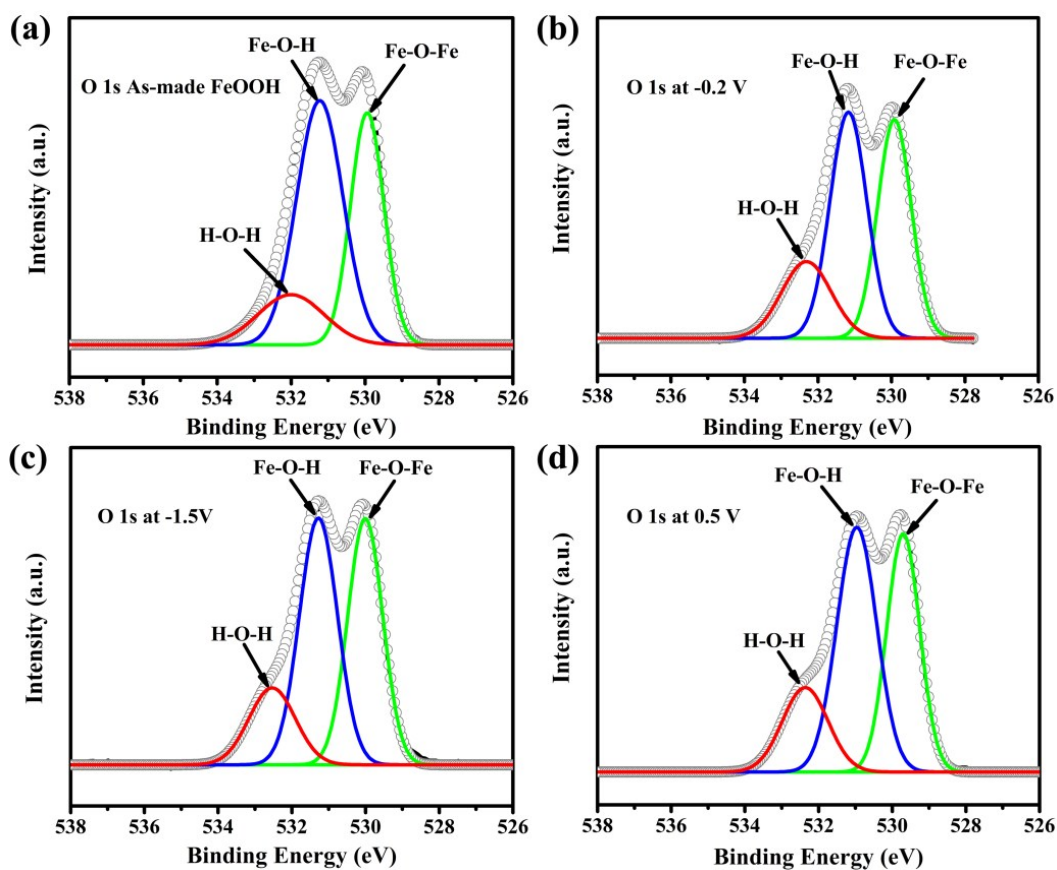 (a)
O 1s As-made FeOOH
Fe-O-H
Fe-O-Fe
H-O-H
Intensity (a.u.)
538 536 534 532 530 528 526
Binding Energy (eV)
(b)
O 1s at -0.2 V
Fe-O-H
Fe-O-Fe
H-O-H
Intensity (a.u.)
538 536 534 532 530 528 526
Binding Energy (eV)
(c)
O 1s at -1.5V
Fe-O-H
Fe-O-Fe
H-O-H
Intensity (a.u.)
538 536 534 532 530 528 526
Binding Energy (eV)
(d)
O 1s at 0.5 V
Fe-O-H
Fe-O-Fe
H-O-H
Intensity (a.u.)
538 536 534 532 530 528 526
Binding Energy (eV)